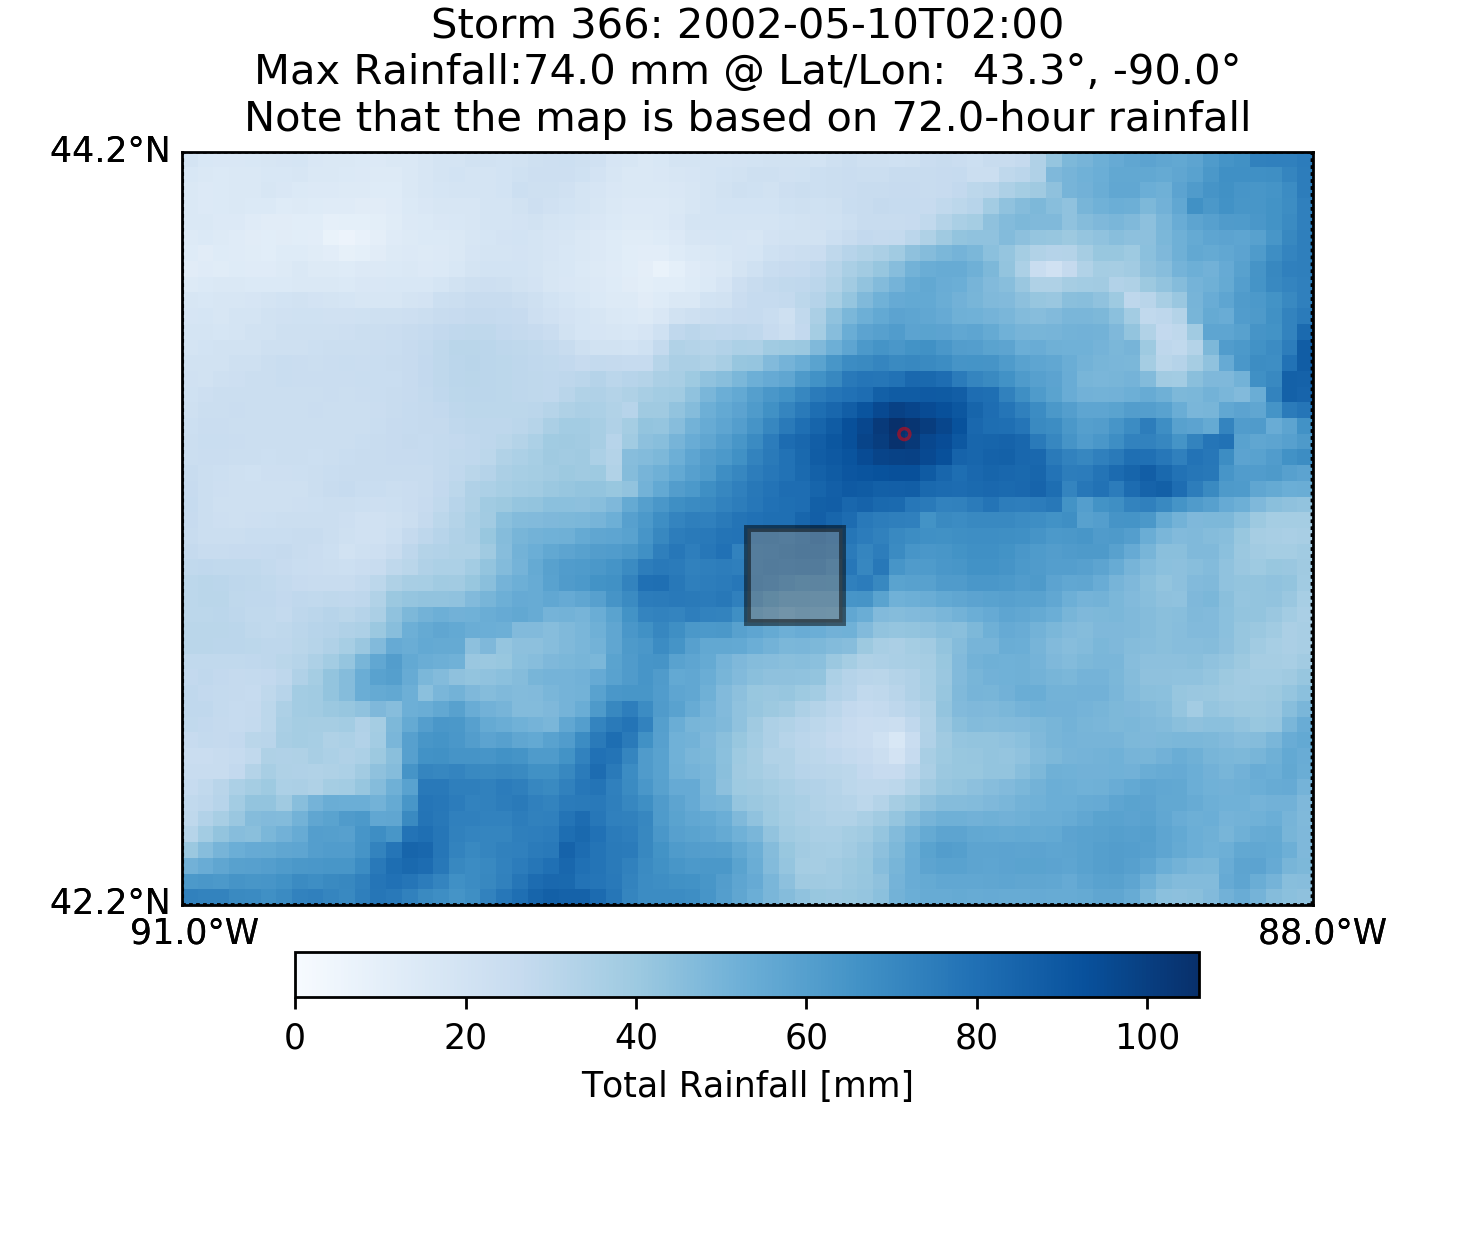 Storm 366: 2002-05-10T02:00
Max Rainfall:74.0 mm @ Lat/Lon:  43.3°, -90.0°
Note that the map is based on 72.0-hour rainfall
44.2°N
42.2°N
91.0°W 88.0°W
0 20 40 60 80 100
Total Rainfall [mm]